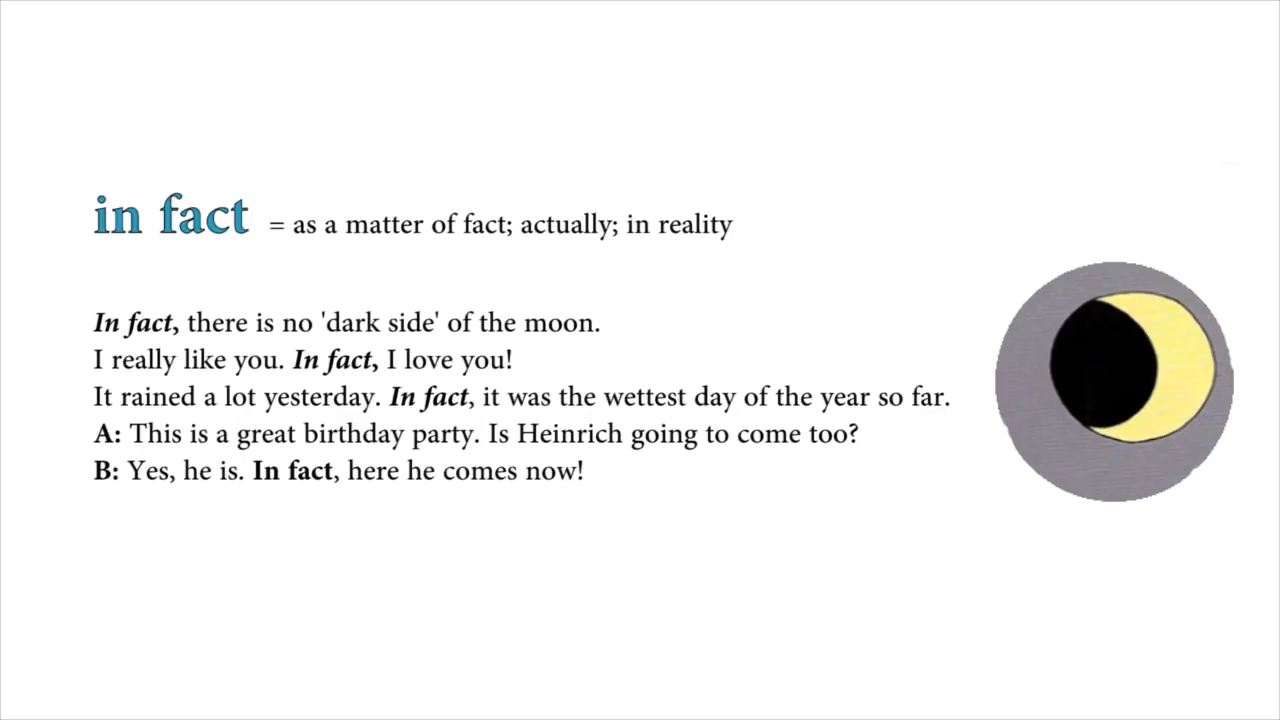 in fact = as a matter of fact; actually; in reality
In fact, there is no 'dark side' of the moon.
I really like you. In fact, I love you!
It rained a lot yesterday. In fact, it was the wettest day of the year so far.
A: This is a great birthday party. Is Heinrich going to come too?
B: Yes, he is. In fact, here he comes now!